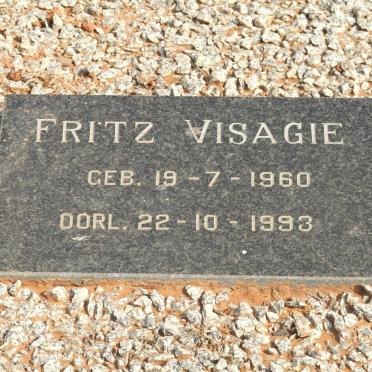 FRITZ VISAGIE
GEB. 19-7-1960
OORL. 22-10-1993